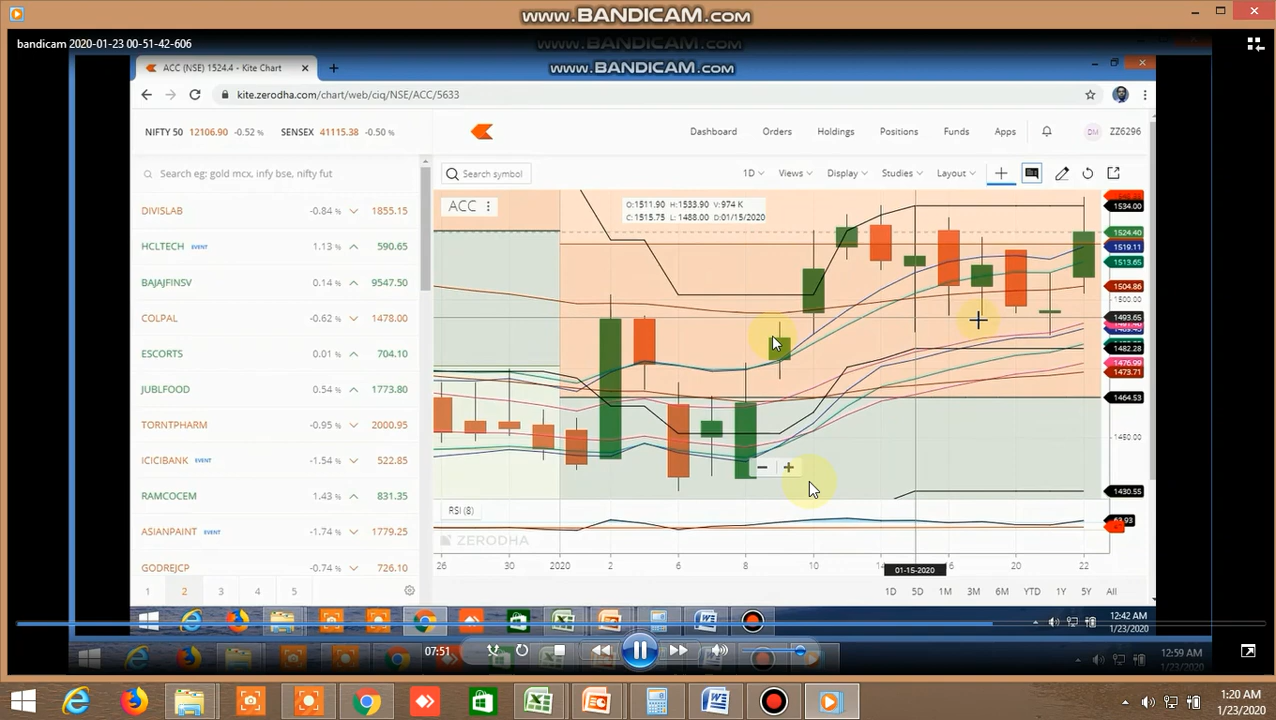 www.BANDICAM.com
bandicam 2020-01-23 00-51-42-606
www.BANDICAM.com
www.BANDICAM.com
ACC (NSE) 1524.4 - Kite Chart
kite.zerodha.com/chart/web/ciq/NSE/ACC/5633
NIFTY 50 12106.90 -0.52 % SENSEX 41115.38 -0.50 %
Dashboard Orders Holdings Positions Funds Apps DM ZZ6296
Search eg: gold mcx, infy bse, nifty fut
Search symbol 1D Views Display Studies Layout
DIVISLAB -0.84 % 1855.15
HCLTECH EVENT 1.13 % 590.65
BAJAJFINSV 0.14 % 9547.50
COLPAL -0.62 % 1478.00
ESCORTS 0.01 % 704.10
JUBLFOOD 0.54 % 1773.80
TORNTPHARM -0.95 % 2000.95
ICICIBANK EVENT -1.54 % 522.85
RAMCOCEM 1.43 % 831.35
ASIANPAINT EVENT -1.74 % 1779.25
GODREJCP -0.74 % 726.10
1 2 3 4 5
ACC
O:1511.90 H:1533.90 V:974 K
C:1515.75 L:1488.00 D:01/15/2020
1534.00
1524.40
1519.11
1513.65
1504.86
1500.00
1493.65
1482.28
1476.99
1473.71
1464.53
1450.00
1430.55
RSI (8)
ZERODHA
26 30 2020 6 8 10 01-15-2020 20 22
1D 5D 1M 3M 6M YTD 1Y 5Y All
12:42 AM
1/23/2020
07:51
12:59 AM
1/23/2020
1:20 AM
1/23/2020